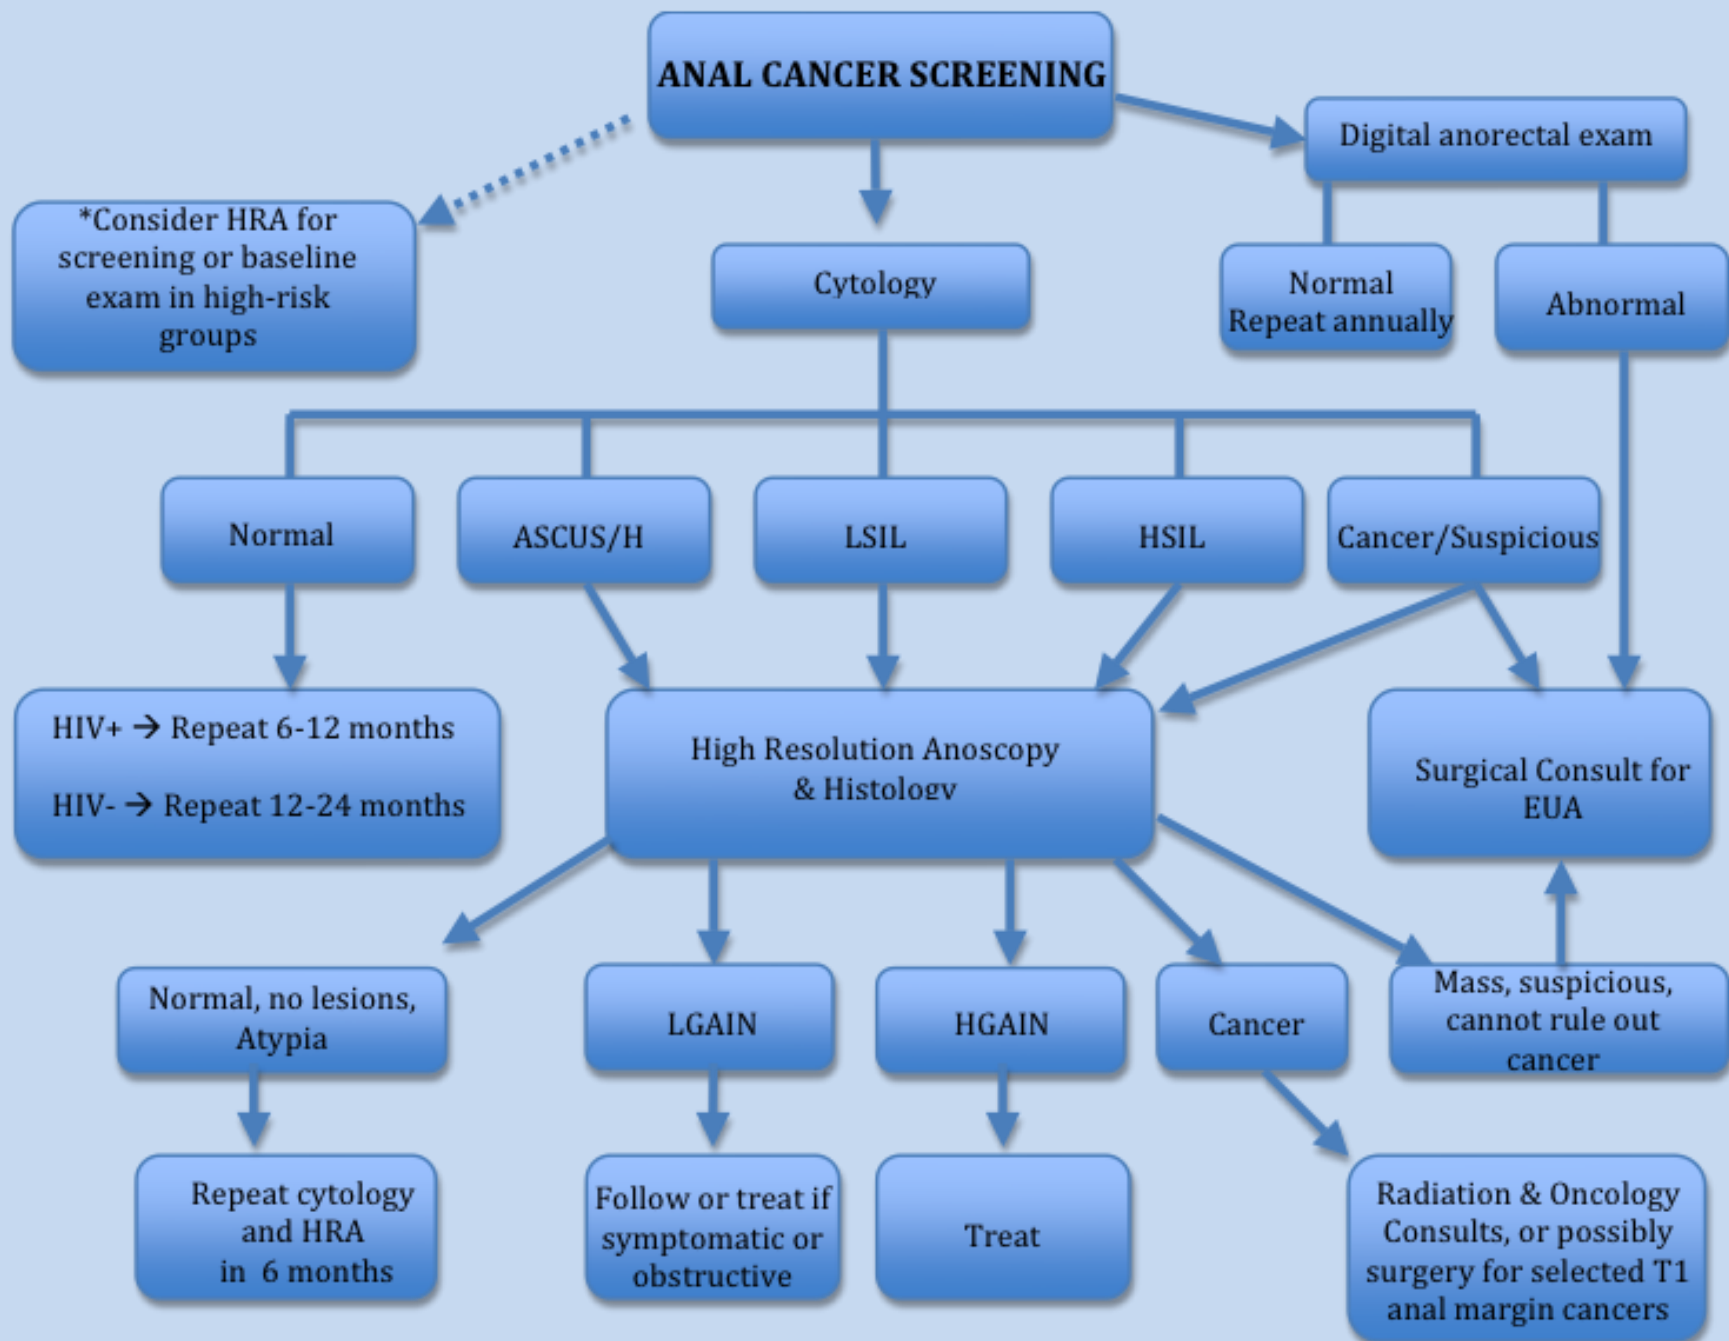 ANAL CANCER SCREENING
Digital anorectal exam
*Consider HRA for
screening or baseline
exam in high-risk
groups
Cytology
Normal
Repeat annually
Abnormal
Normal
ASCUS/H
LSIL
HSIL
Cancer/Suspicious
HIV+ → Repeat 6-12 months
HIV- → Repeat 12-24 months
High Resolution Anoscopy
& Histology
Surgical Consult for
EUA
Normal, no lesions,
Atypia
LGAIN
HGAIN
Cancer
Mass, suspicious,
cannot rule out
cancer
Repeat cytology
and HRA
in 6 months
Follow or treat if
symptomatic or
obstructive
Treat
Radiation & Oncology
Consults, or possibly
surgery for selected T1
anal margin cancers